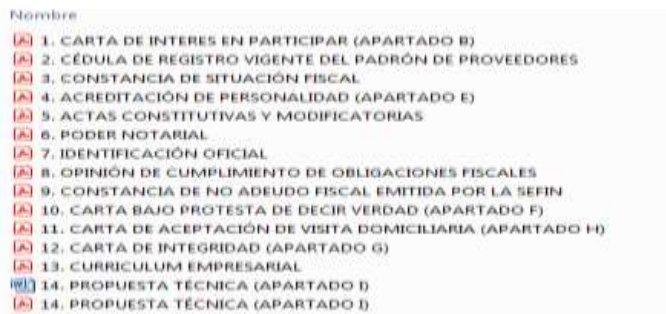 Nombre
1. CARTA DE INTERES EN PARTICIPAR (APARTADO B)
2. CÉDULA DE REGISTRO VIGENTE DEL PADRÓN DE PROVEEDORES
3. CONSTANCIA DE SITUACIÓN FISCAL
4. ACREDITACIÓN DE PERSONALIDAD (APARTADO E)
5. ACTAS CONSTITUTIVAS Y MODIFICATORIAS
6. PODER NOTARIAL
7. IDENTIFICACIÓN OFICIAL
8. OPINIÓN DE CUMPLIMIENTO DE OBLIGACIONES FISCALES
9. CONSTANCIA DE NO ADEUDO FISCAL EMITIDA POR LA SEFIN
10. CARTA BAJO PROTESTA DE DECIR VERDAD (APARTADO F)
11. CARTA DE ACEPTACIÓN DE VISITA DOMICILIARIA (APARTADO H)
12. CARTA DE INTEGRIDAD (APARTADO G)
13. CURRICULUM EMPRESARIAL
14. PROPUESTA TÉCNICA (APARTADO I)
14. PROPUESTA TÉCNICA (APARTADO I)